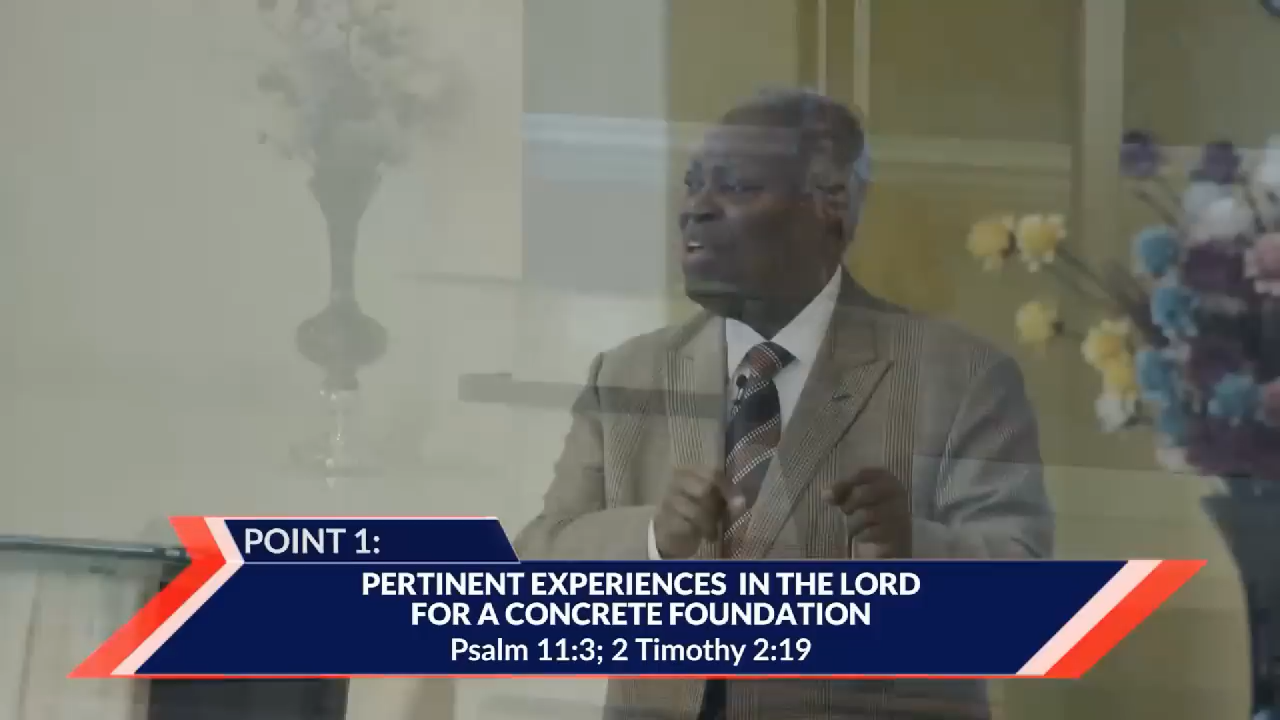 POINT 1:
PERTINENT EXPERIENCES IN THE LORD
FOR A CONCRETE FOUNDATION
Psalm 11:3; 2 Timothy 2:19